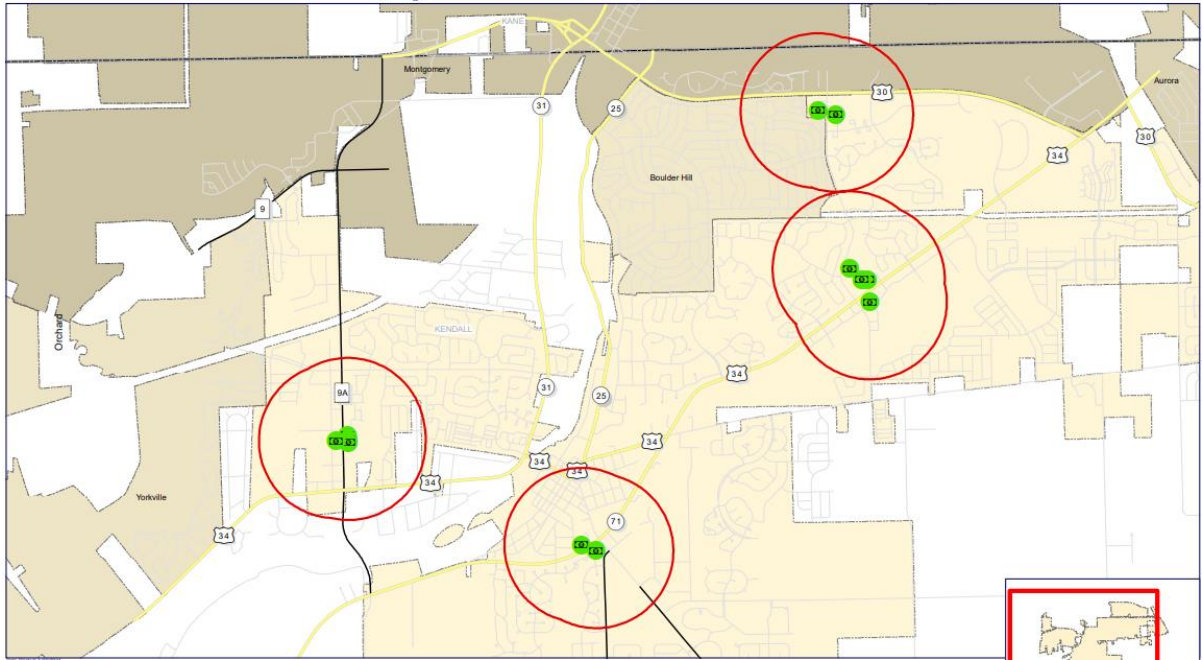 KANE
Montgomery
Aurora
30
31
25
30
34
Boulder Hill
9
Orchard
KENDALL
34
9A
31
25
34
34
34
34
Yorkville
71
34